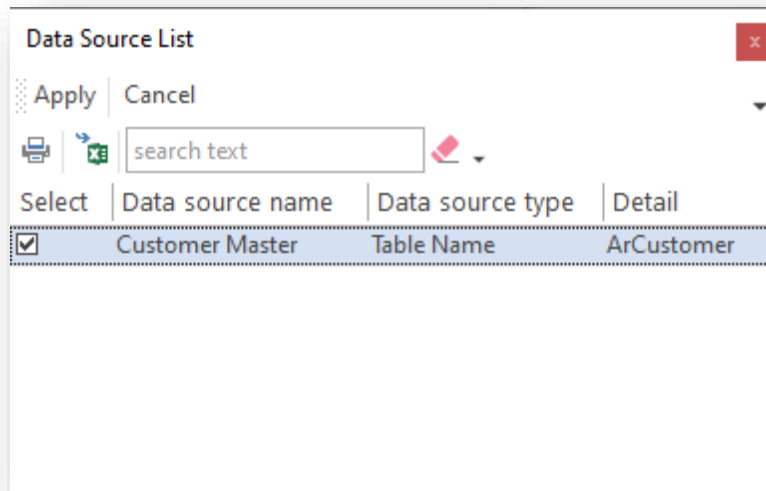 Data Source List
x
Apply Cancel
search text
Select Data source name Data source type Detail
Customer Master Table Name ArCustomer